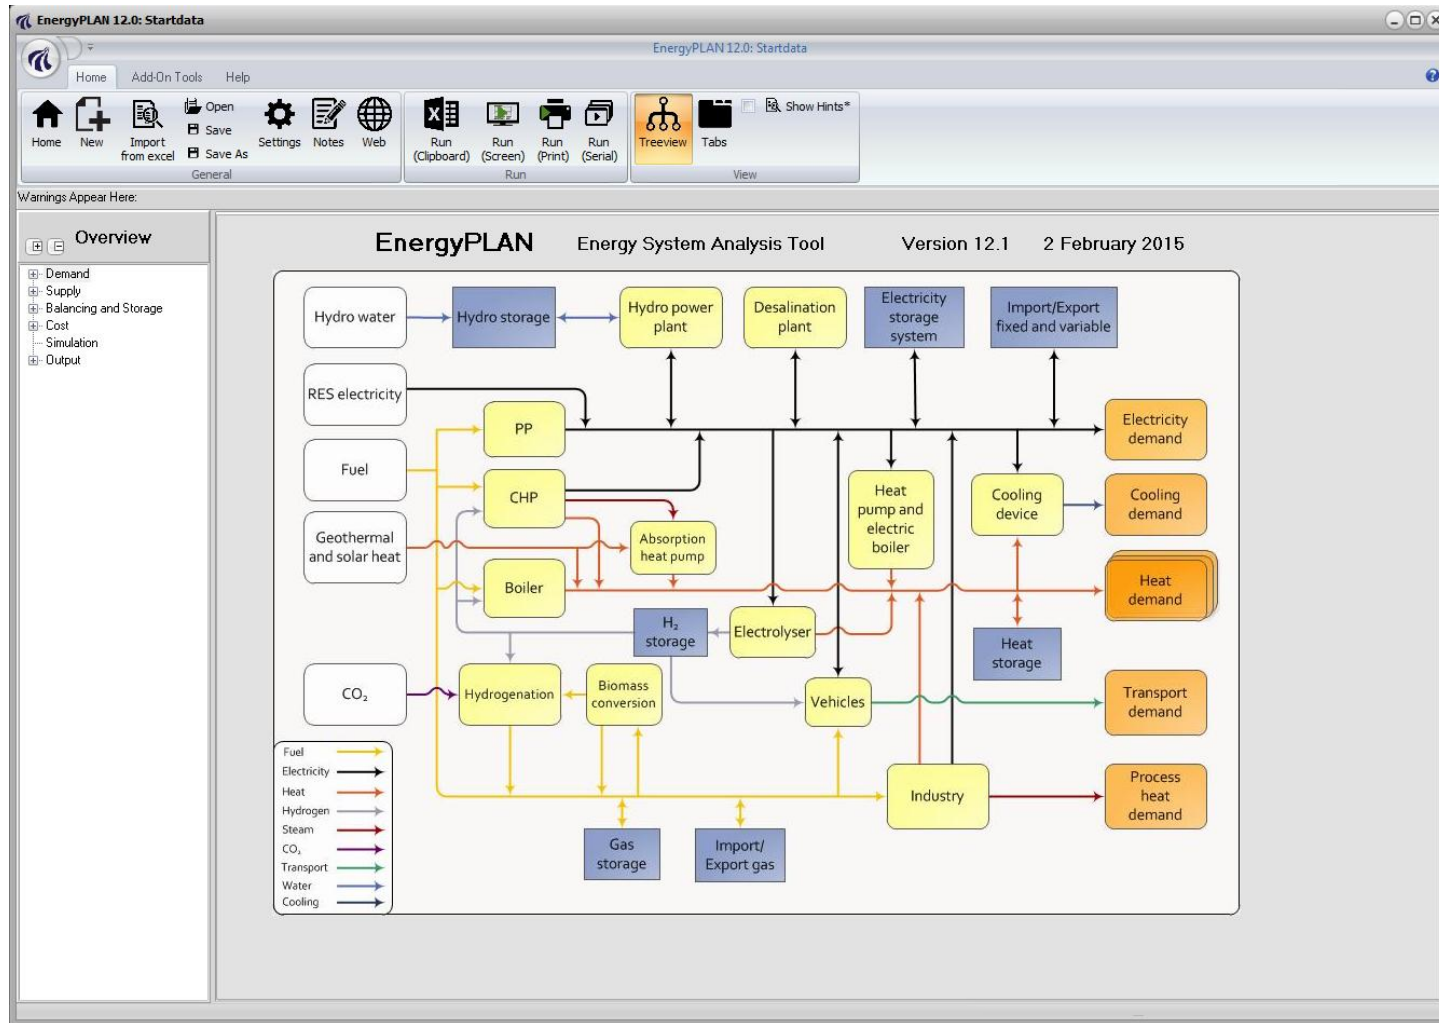 EnergyPLAN 12.0: Startdata
EnergyPLAN 12.0: Startdata
Home Add-On Tools Help
Home
New
Import
from excel
Open
Save
Save As
Settings
Notes
Web
General
Run
(Clipboard)
Run
(Screen)
Run
(Print)
Run
(Serial)
Run
Treeview
Tabs
Show Hints*
View
Warnings Appear Here:
Overview
Demand
Supply
Balancing and Storage
Cost
Simulation
Output
EnergyPLAN Energy System Analysis Tool Version 12.1 2 February 2015
Hydro water
Hydro storage
Hydro power
plant
Desalination
plant
Electricity
storage
system
Import/Export
fixed and variable
RES electricity
PP
Electricity
demand
Fuel
CHP
Heat
pump and
electric
boiler
Cooling
device
Cooling
demand
Geothermal
and solar heat
Absorption
heat pump
Boiler
Heat
demand
H₂
storage
Electrolyser
Heat
storage
CO₂
Hydrogenation
Biomass
conversion
Vehicles
Transport
demand
Industry
Process
heat
demand
Gas
storage
Import/
Export gas
Fuel
Electricity
Heat
Hydrogen
Steam
CO₂
Transport
Water
Cooling